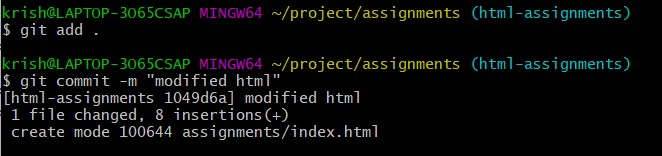 krish@LAPTOP-3O65CSAP MINGW64 ~/project/assignments (html-assignments)
$ git add .
krish@LAPTOP-3O65CSAP MINGW64 ~/project/assignments (html-assignments)
$ git commit -m "modified html"
[html-assignments 1049d6a] modified html
 1 file changed, 8 insertions(+)
 create mode 100644 assignments/index.html